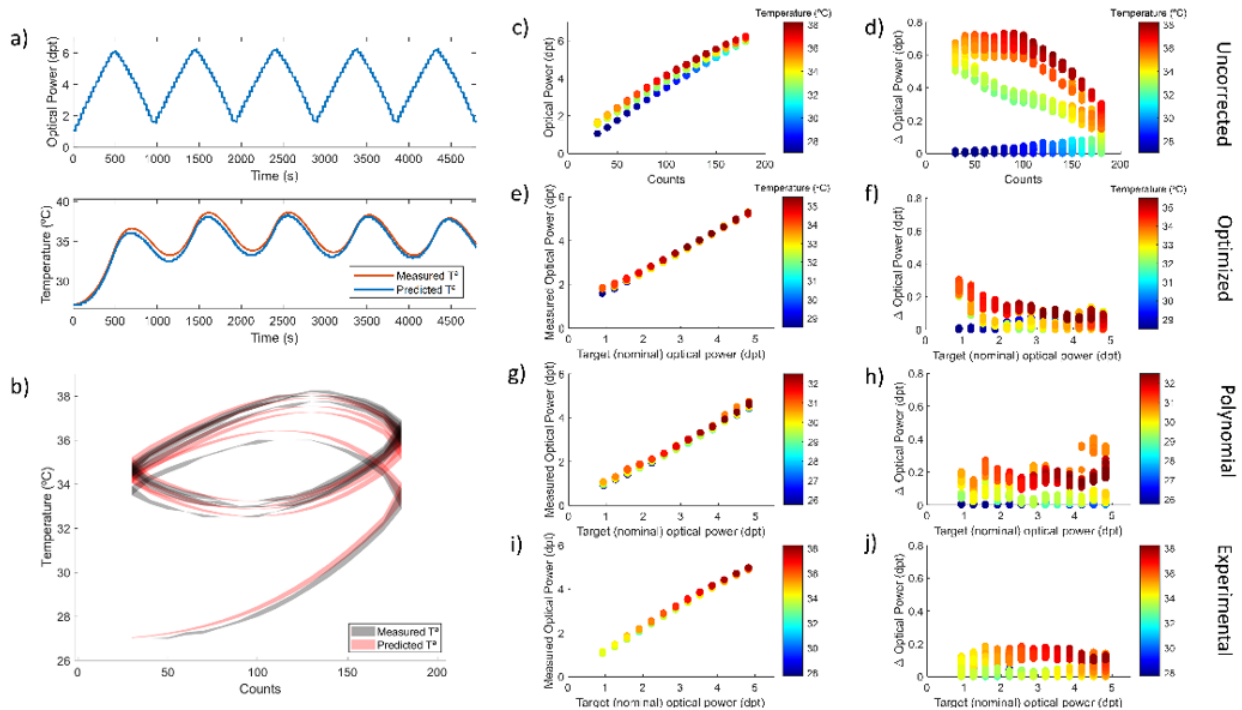 a)
Optical Power (dpt)
6
4
2
0
0 500 1000 1500 2000 2500 3000 3500 4000 4500
Time (s)
Temperature (ºC)
40
35
30
0 500 1000 1500 2000 2500 3000 3500 4000 4500
Time (s)
Measured Tª
Predicted Tª
b)
Temperature (ºC)
38
36
34
32
30
28
26
0 50 100 150 200
Counts
Measured Tª
Predicted Tª
c)
Temperature (ºC)
Optical Power (dpt)
6
4
2
0
0 50 100 150 200
Counts
38
36
34
32
30
28
d)
Temperature (ºC)
Δ Optical Power (dpt)
0.8
0.6
0.4
0.2
0
0 50 100 150 200
Counts
38
36
34
32
30
28
Uncorrected
e)
Temperature (ºC)
Measured Optical Power (dpt)
6
4
2
0
0 1 2 3 4 5
Target (nominal) optical power (dpt)
35
34
33
32
31
30
29
f)
Temperature (ºC)
Δ Optical Power (dpt)
0.8
0.6
0.4
0.2
0
1 2 3 4 5
Target (nominal) optical power (dpt)
36
35
34
33
32
31
30
29
Optimized
g)
Measured Optical Power (dpt)
6
4
2
0
0 1 2 3 4 5
Target (nominal) optical power (dpt)
32
31
30
29
28
27
26
h)
Δ Optical Power (dpt)
0.8
0.6
0.4
0.2
0
1 2 3 4 5
Target (nominal) optical power (dpt)
32
31
30
29
28
27
26
Polynomial
i)
Measured Optical Power (dpt)
6
4
2
0
0 1 2 3 4 5
Target (nominal) optical power (dpt)
38
36
34
32
30
28
j)
Δ Optical Power (dpt)
0.8
0.6
0.4
0.2
0
0 1 2 3 4 5
Target (nominal) optical power (dpt)
38
36
34
32
30
28
Experimental